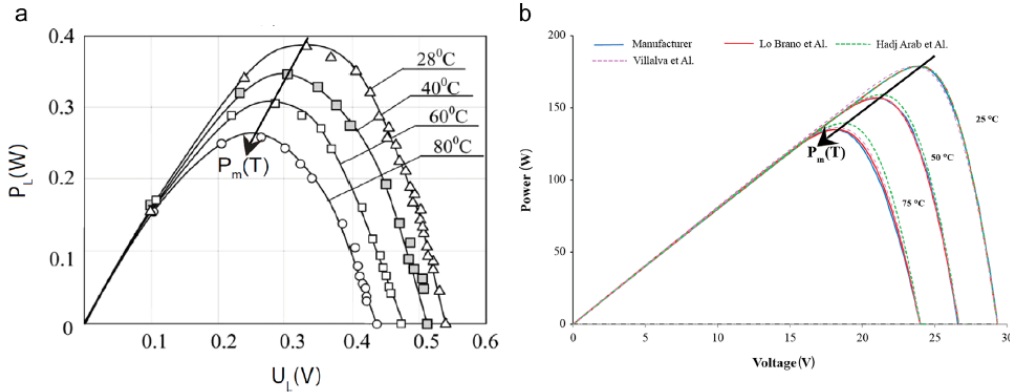 a
P_L(W)
0.4
0.3
0.2
0.1
0
0.1
0.2
0.3
0.4
0.5
0.6
U_L(V)
28⁰C
40⁰C
60⁰C
80⁰C
P_m(T)
b
Manufacturer
Lo Brano et Al.
Hadj Arab et Al.
Villalva et Al.
Power (W)
200
150
100
50
0
0
5
10
15
20
25
30
Voltage (V)
25 °C
50 °C
75 °C
P_m(T)